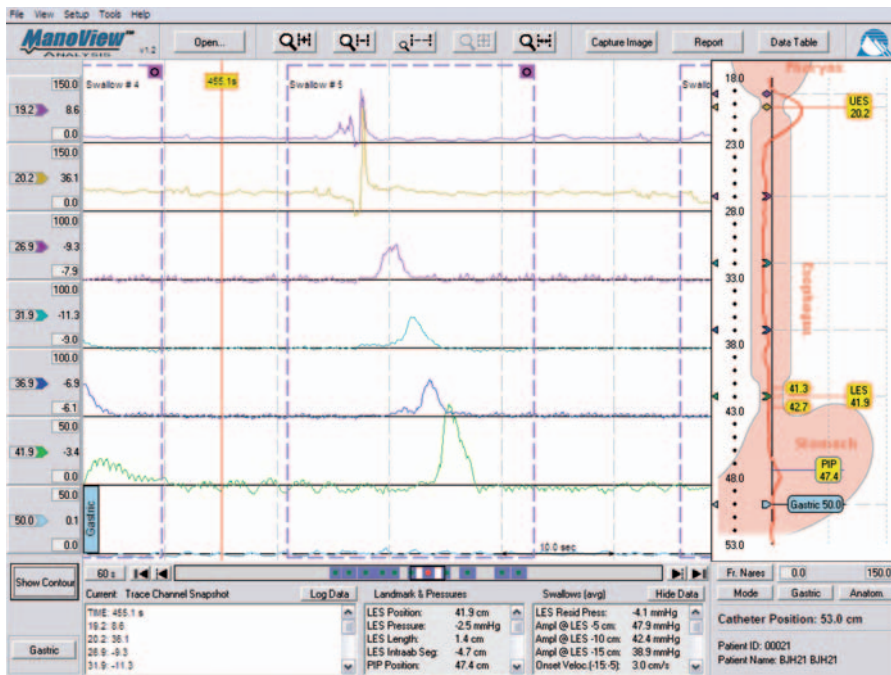 File View Setup Tools Help
ManoView™
ANALYSIS
v1.2
Open...
Capture Image
Report
Data Table
Swallow # 4
455.1s
Swallow # 5
Swallo
150.0
19.2 8.6
0.0
150.0
20.2 36.1
0.0
100.0
26.9 -9.3
-7.9
100.0
31.9 -11.3
-9.0
100.0
36.9 -6.9
-6.1
50.0
41.9 -3.4
0.0
50.0
50.0 0.1
0.0
Gastric
10.0 sec
18.0
Pharynx
UES
20.2
23.0
28.0
33.0
Esophagus
38.0
41.3
LES
41.9
42.7
43.0
Stomach
PIP
47.4
48.0
Gastric 50.0
53.0
Show Contour
60 s
Fr. Nares 0.0 150.0
Mode Gastric Anatom.
Current Trace Channel Snapshot Log Data
TIME: 455.1 s
19.2: 8.6
20.2: 36.1
26.9: -9.3
31.9: -11.3
Gastric
Landmark & Pressures
LES Position: 41.9 cm
LES Pressure: -2.5 mmHg
LES Length: 1.4 cm
LES Intraab Seg: -4.7 cm
PIP Position: 47.4 cm
Swallows (avg) Hide Data
LES Resid Press: -4.1 mmHg
Ampl @ LES -5 cm: 47.9 mmHg
Ampl @ LES -10 cm: 42.4 mmHg
Ampl @ LES -15 cm: 38.9 mmHg
Onset Veloc.(-15:-5): 3.0 cm/s
Catheter Position: 53.0 cm
Patient ID: 00021
Patient Name: BJH21 BJH21